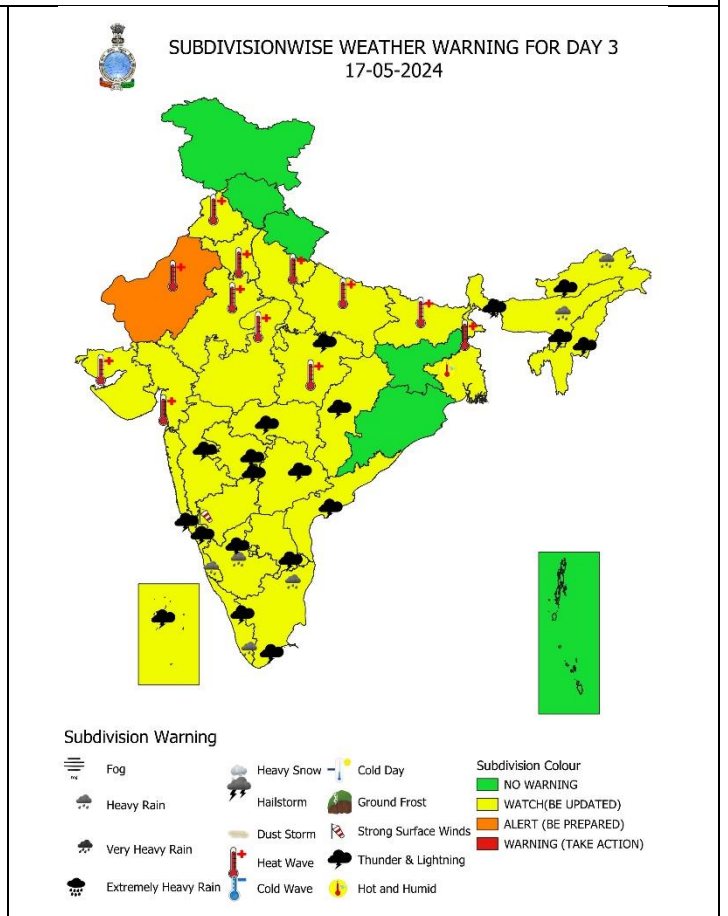 SUBDIVISIONWISE WEATHER WARNING FOR DAY 3
17-05-2024
Subdivision Warning
Fog
Heavy Rain
Very Heavy Rain
Extremely Heavy Rain
Heavy Snow
Hailstorm
Dust Storm
Heat Wave
Cold Wave
Cold Day
Ground Frost
Strong Surface Winds
Thunder & Lightning
Hot and Humid
Subdivision Colour
NO WARNING
WATCH(BE UPDATED)
ALERT (BE PREPARED)
WARNING (TAKE ACTION)